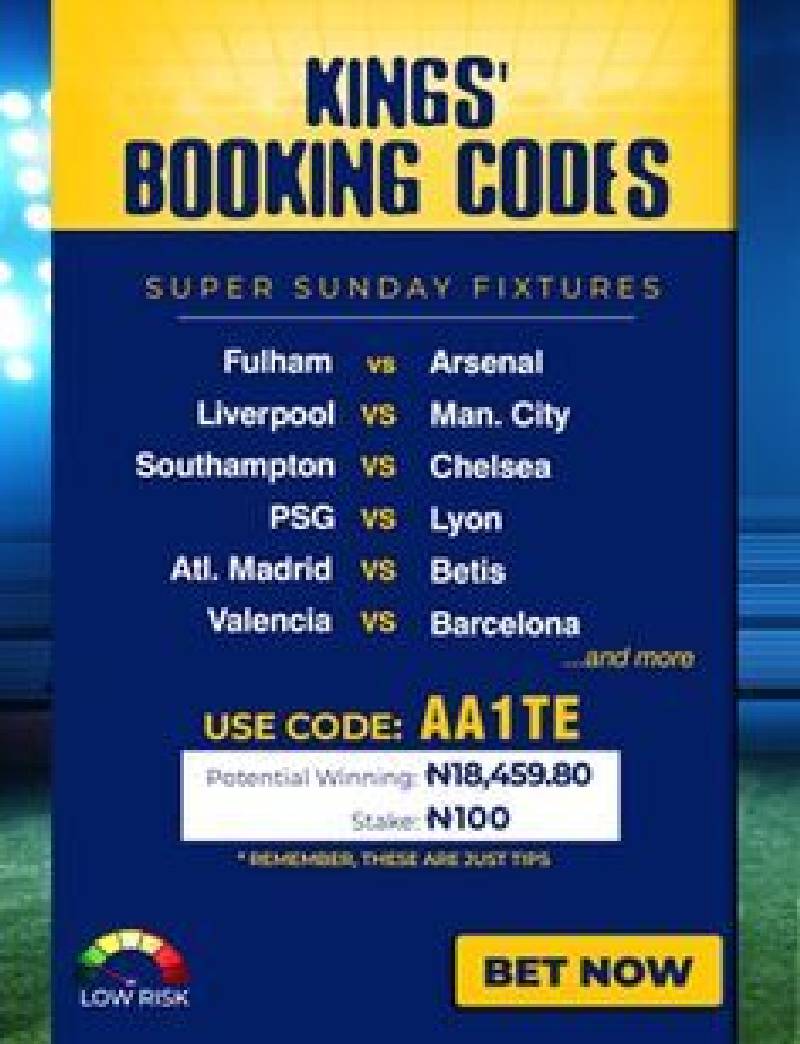 KINGS'
BOOKING CODES
SUPER SUNDAY FIXTURES
Fulham vs Arsenal
Liverpool VS Man. City
Southampton VS Chelsea
PSG VS Lyon
Atl. Madrid VS Betis
Valencia VS Barcelona
...and more
USE CODE: AA1TE
Potential Winning: ₦18,459.80
Stake: ₦100
* REMEMBER, THESE ARE JUST TIPS
LOW RISK
BET NOW